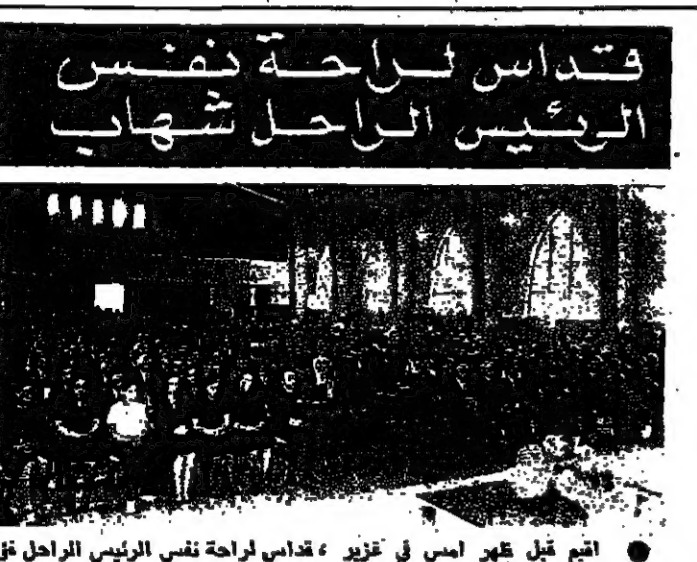 قداس لراحة نفس
الرئيس الراحل شهاب
اقيم قبل ظهر امس في غزير ، قداس لراحة نفس الرئيس الراحل